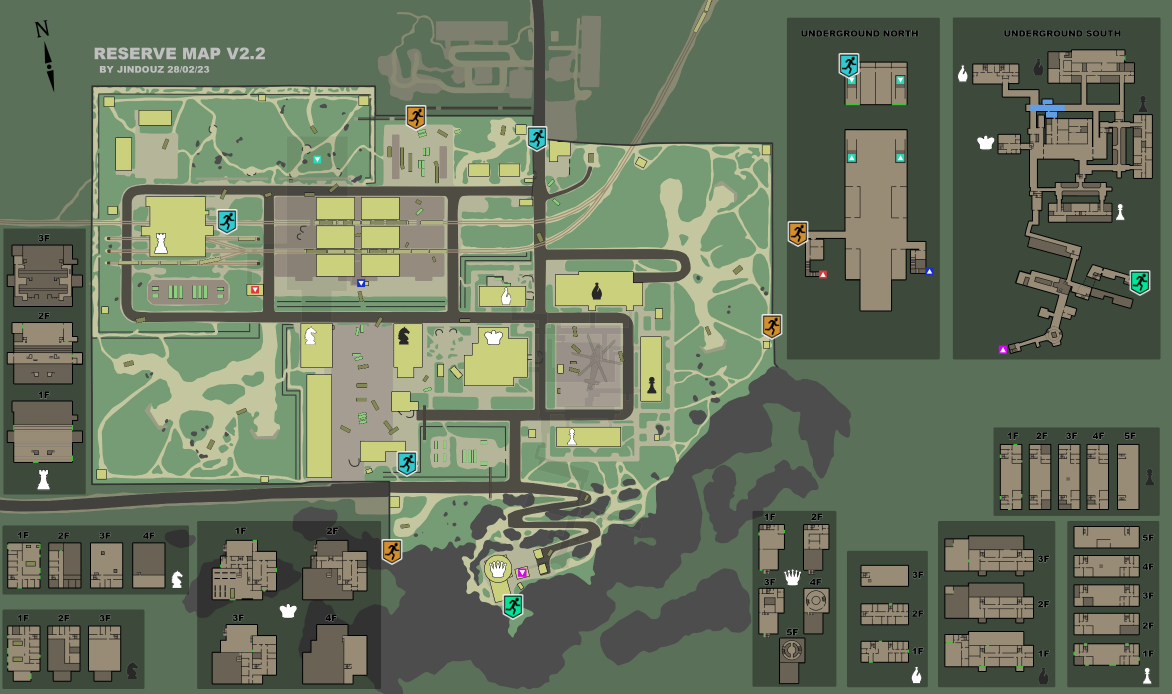 N
RESERVE MAP V2.2
BY JINDOUZ 28/02/23
UNDERGROUND NORTH
UNDERGROUND SOUTH
3F
2F
1F
1F 2F 3F 4F
1F 2F 3F
1F 2F
3F 4F
1F 2F
3F 4F
5F
3F
2F
1F
3F
2F
1F
1F 2F 3F 4F 5F
5F
4F
3F
2F
1F